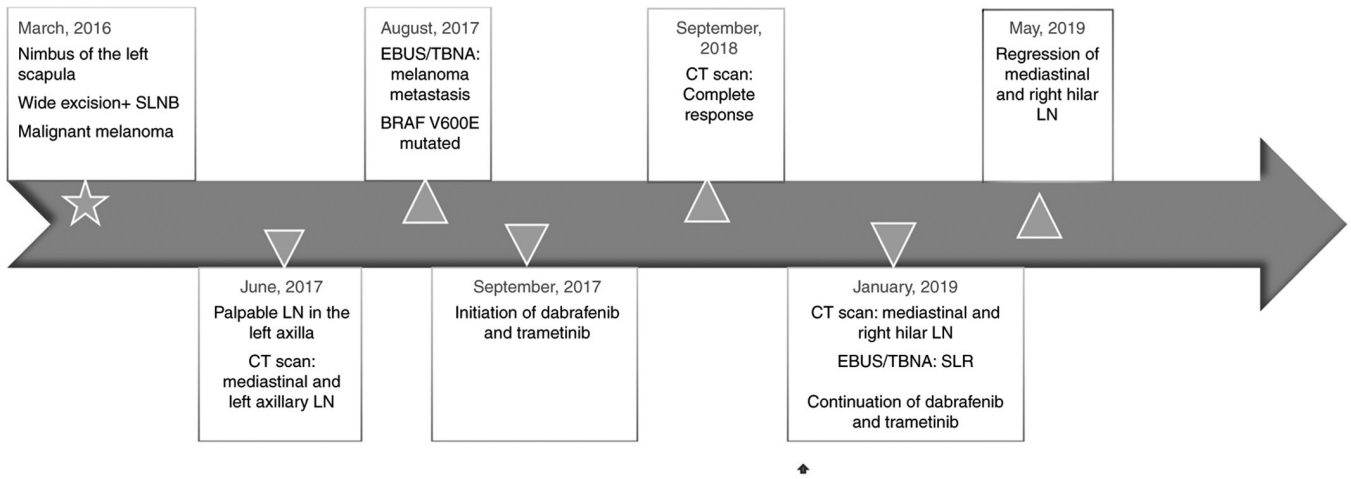 March, 2016
Nimbus of the left
scapula
Wide excision+ SLNB
Malignant melanoma
June, 2017
Palpable LN in the
left axilla
CT scan:
mediastinal and
left axillary LN
August, 2017
EBUS/TBNA:
melanoma
metastasis
BRAF V600E
mutated
September, 2017
Initiation of dabrafenib
and trametinib
September,
2018
CT scan:
Complete
response
January, 2019
CT scan: mediastinal and
right hilar LN
EBUS/TBNA: SLR
Continuation of dabrafenib
and trametinib
May, 2019
Regression of
mediastinal
and right hilar
LN